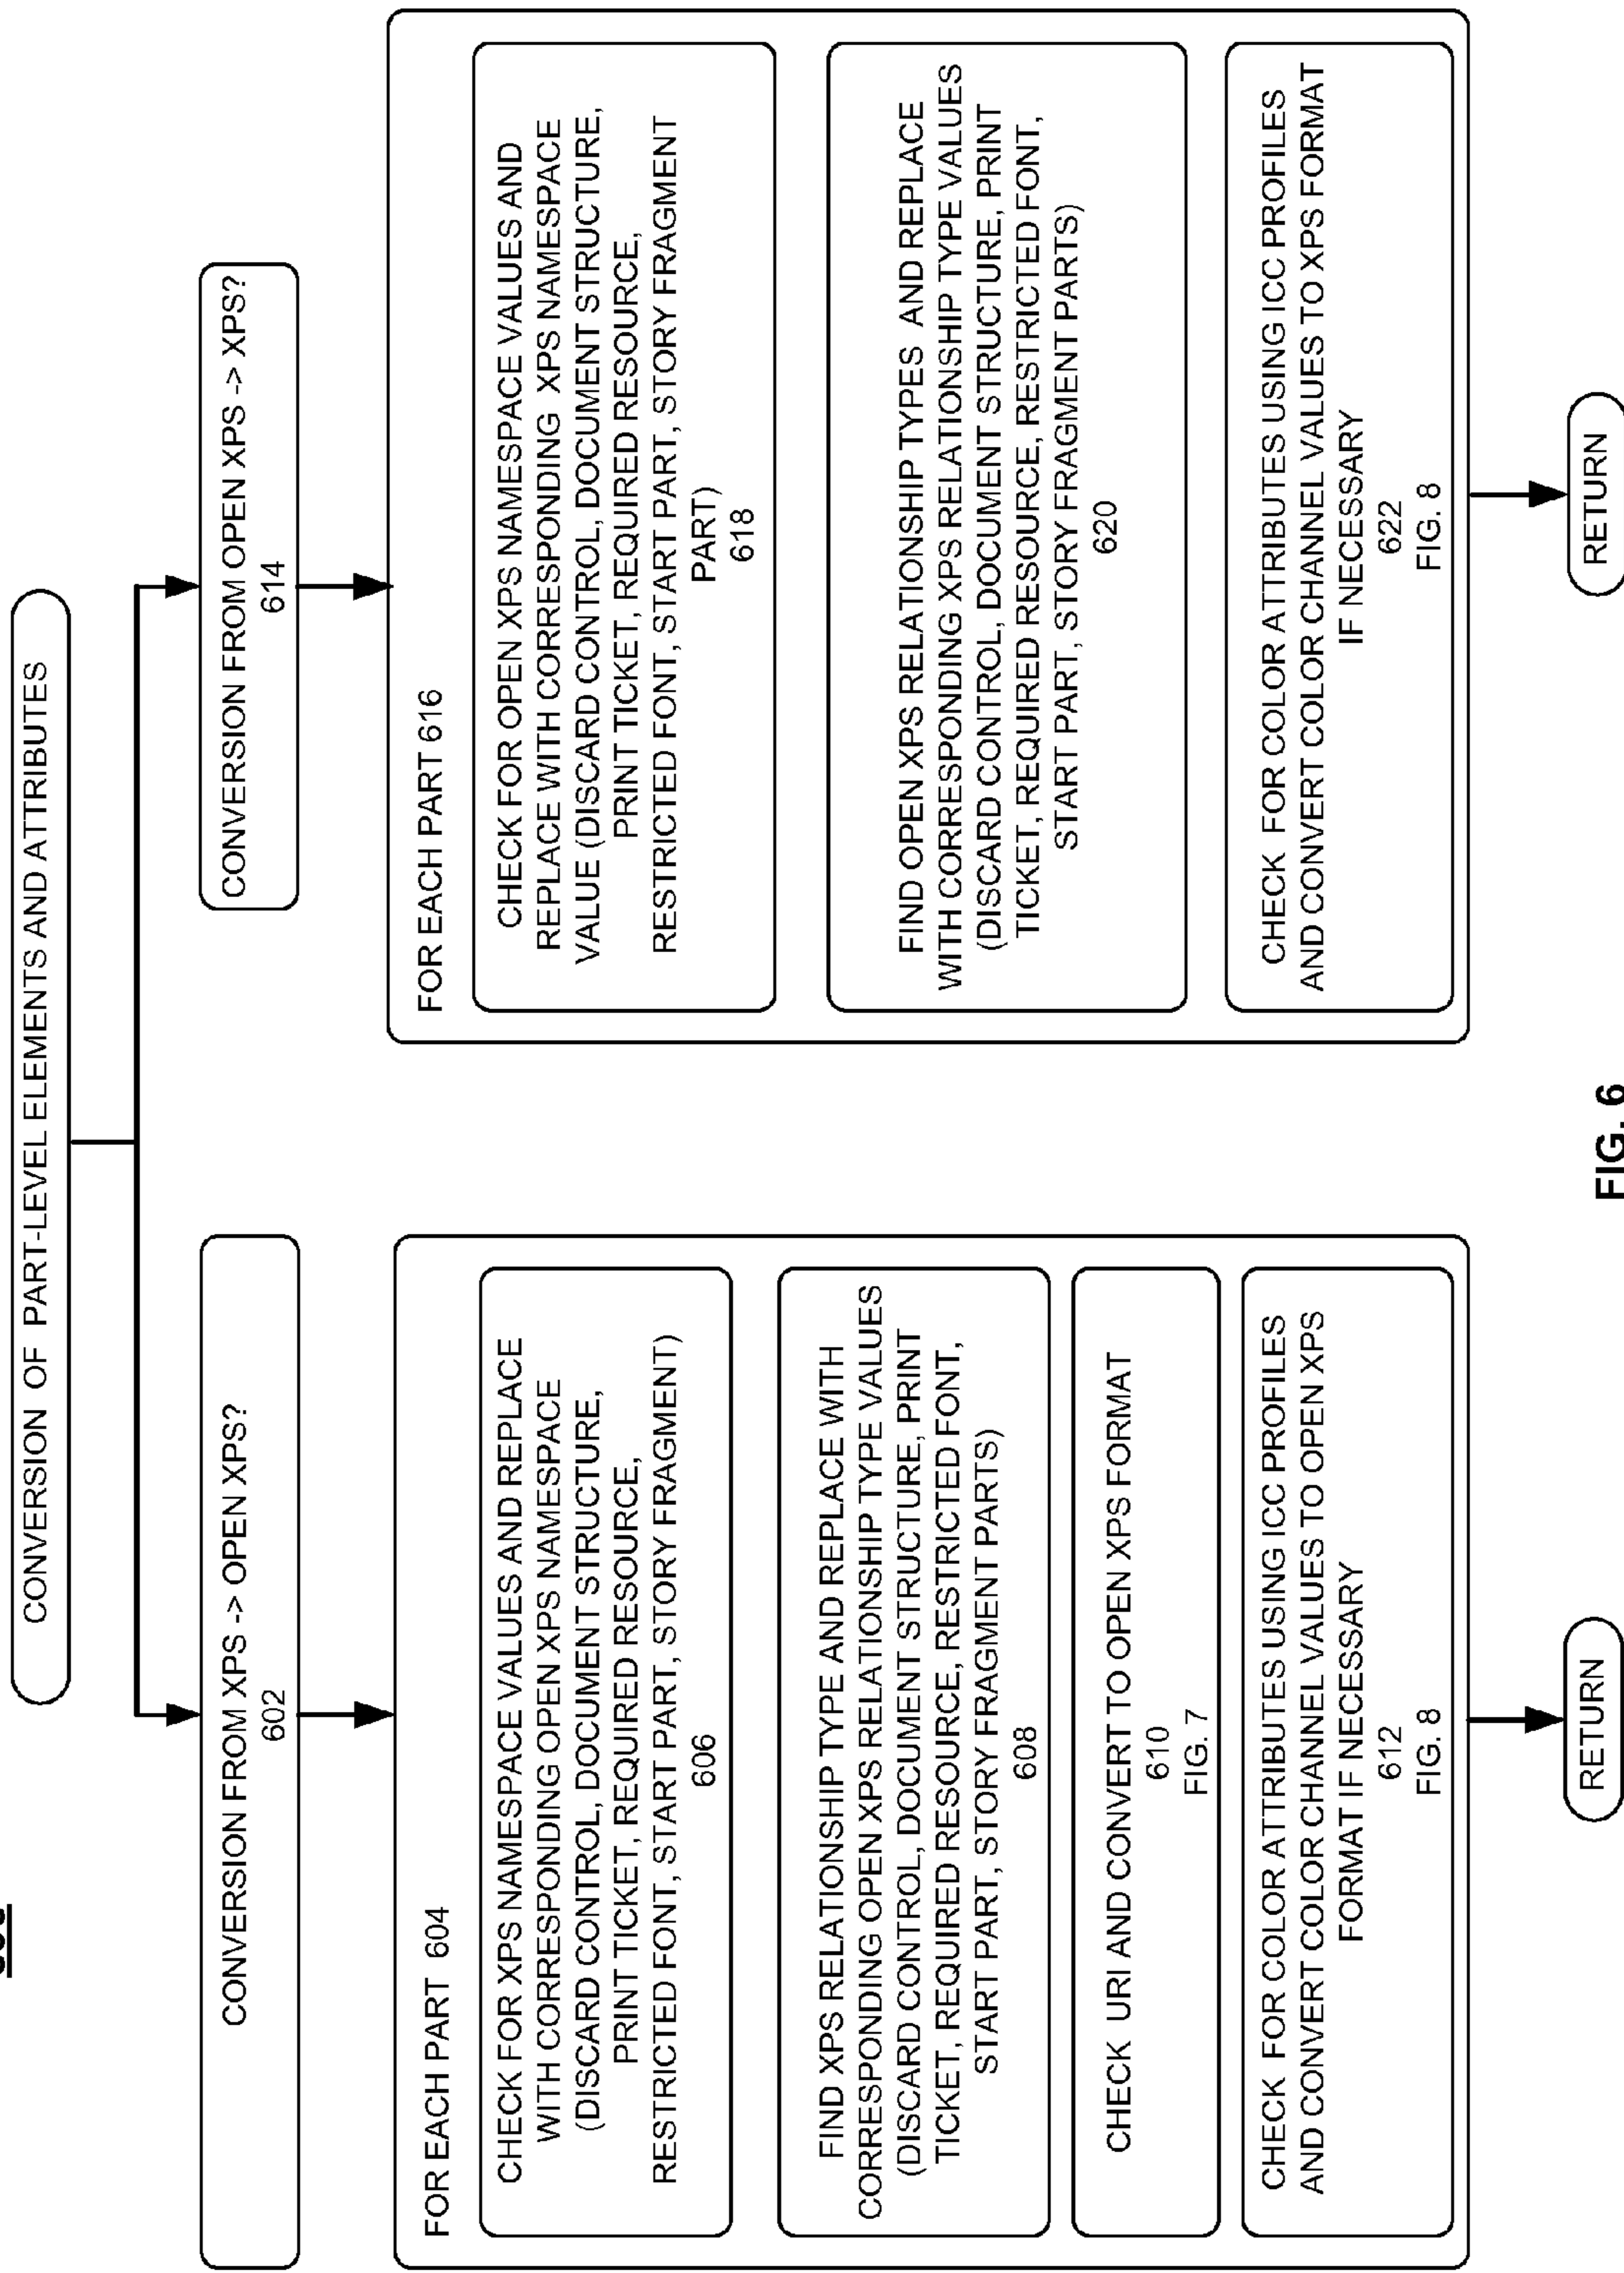 CONVERSION OF PART-LEVEL ELEMENTS AND ATTRIBUTES
CONVERSION FROM XPS -> OPEN XPS?
602
FOR EACH PART 604
CHECK FOR XPS NAMESPACE VALUES AND REPLACE
WITH CORRESPONDING OPEN XPS NAMESPACE
(DISCARD CONTROL, DOCUMENT STRUCTURE,
PRINT TICKET, REQUIRED RESOURCE,
RESTRICTED FONT, START PART, STORY FRAGMENT)
606
FIND XPS RELATIONSHIP TYPE AND REPLACE WITH
CORRESPONDING OPEN XPS RELATIONSHIP TYPE VALUES
(DISCARD CONTROL, DOCUMENT STRUCTURE, PRINT
TICKET, REQUIRED RESOURCE, RESTRICTED FONT,
START PART, STORY FRAGMENT PARTS)
608
CHECK URI AND CONVERT TO OPEN XPS FORMAT
610
FIG. 7
CHECK FOR COLOR ATTRIBUTES USING ICC PROFILES
AND CONVERT COLOR CHANNEL VALUES TO OPEN XPS
FORMAT IF NECESSARY
612
FIG. 8
RETURN
CONVERSION FROM OPEN XPS -> XPS?
614
FOR EACH PART 616
CHECK FOR OPEN XPS NAMESPACE VALUES AND
REPLACE WITH CORRESPONDING XPS NAMESPACE
VALUE (DISCARD CONTROL, DOCUMENT STRUCTURE,
PRINT TICKET, REQUIRED RESOURCE,
RESTRICTED FONT, START PART, STORY FRAGMENT
PART)
618
FIND OPEN XPS RELATIONSHIP TYPES AND REPLACE
WITH CORRESPONDING XPS RELATIONSHIP TYPE VALUES
(DISCARD CONTROL, DOCUMENT STRUCTURE, PRINT
TICKET, REQUIRED RESOURCE, RESTRICTED FONT,
START PART, STORY FRAGMENT PARTS)
620
CHECK FOR COLOR ATTRIBUTES USING ICC PROFILES
AND CONVERT COLOR CHANNEL VALUES TO XPS FORMAT
IF NECESSARY
622
FIG. 8
RETURN
FIG. 6